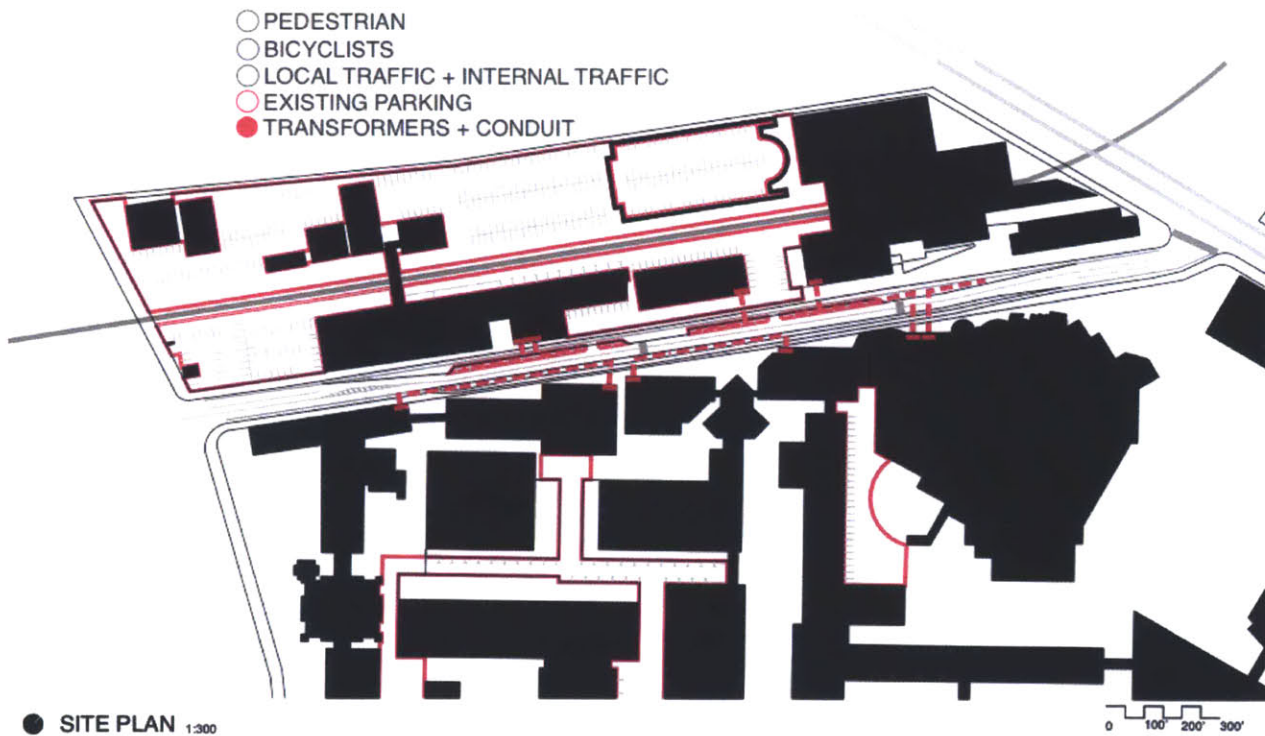 PEDESTRIAN
BICYCLISTS
LOCAL TRAFFIC + INTERNAL TRAFFIC
EXISTING PARKING
TRANSFORMERS + CONDUIT
SITE PLAN 1:300
0 100' 200' 300'